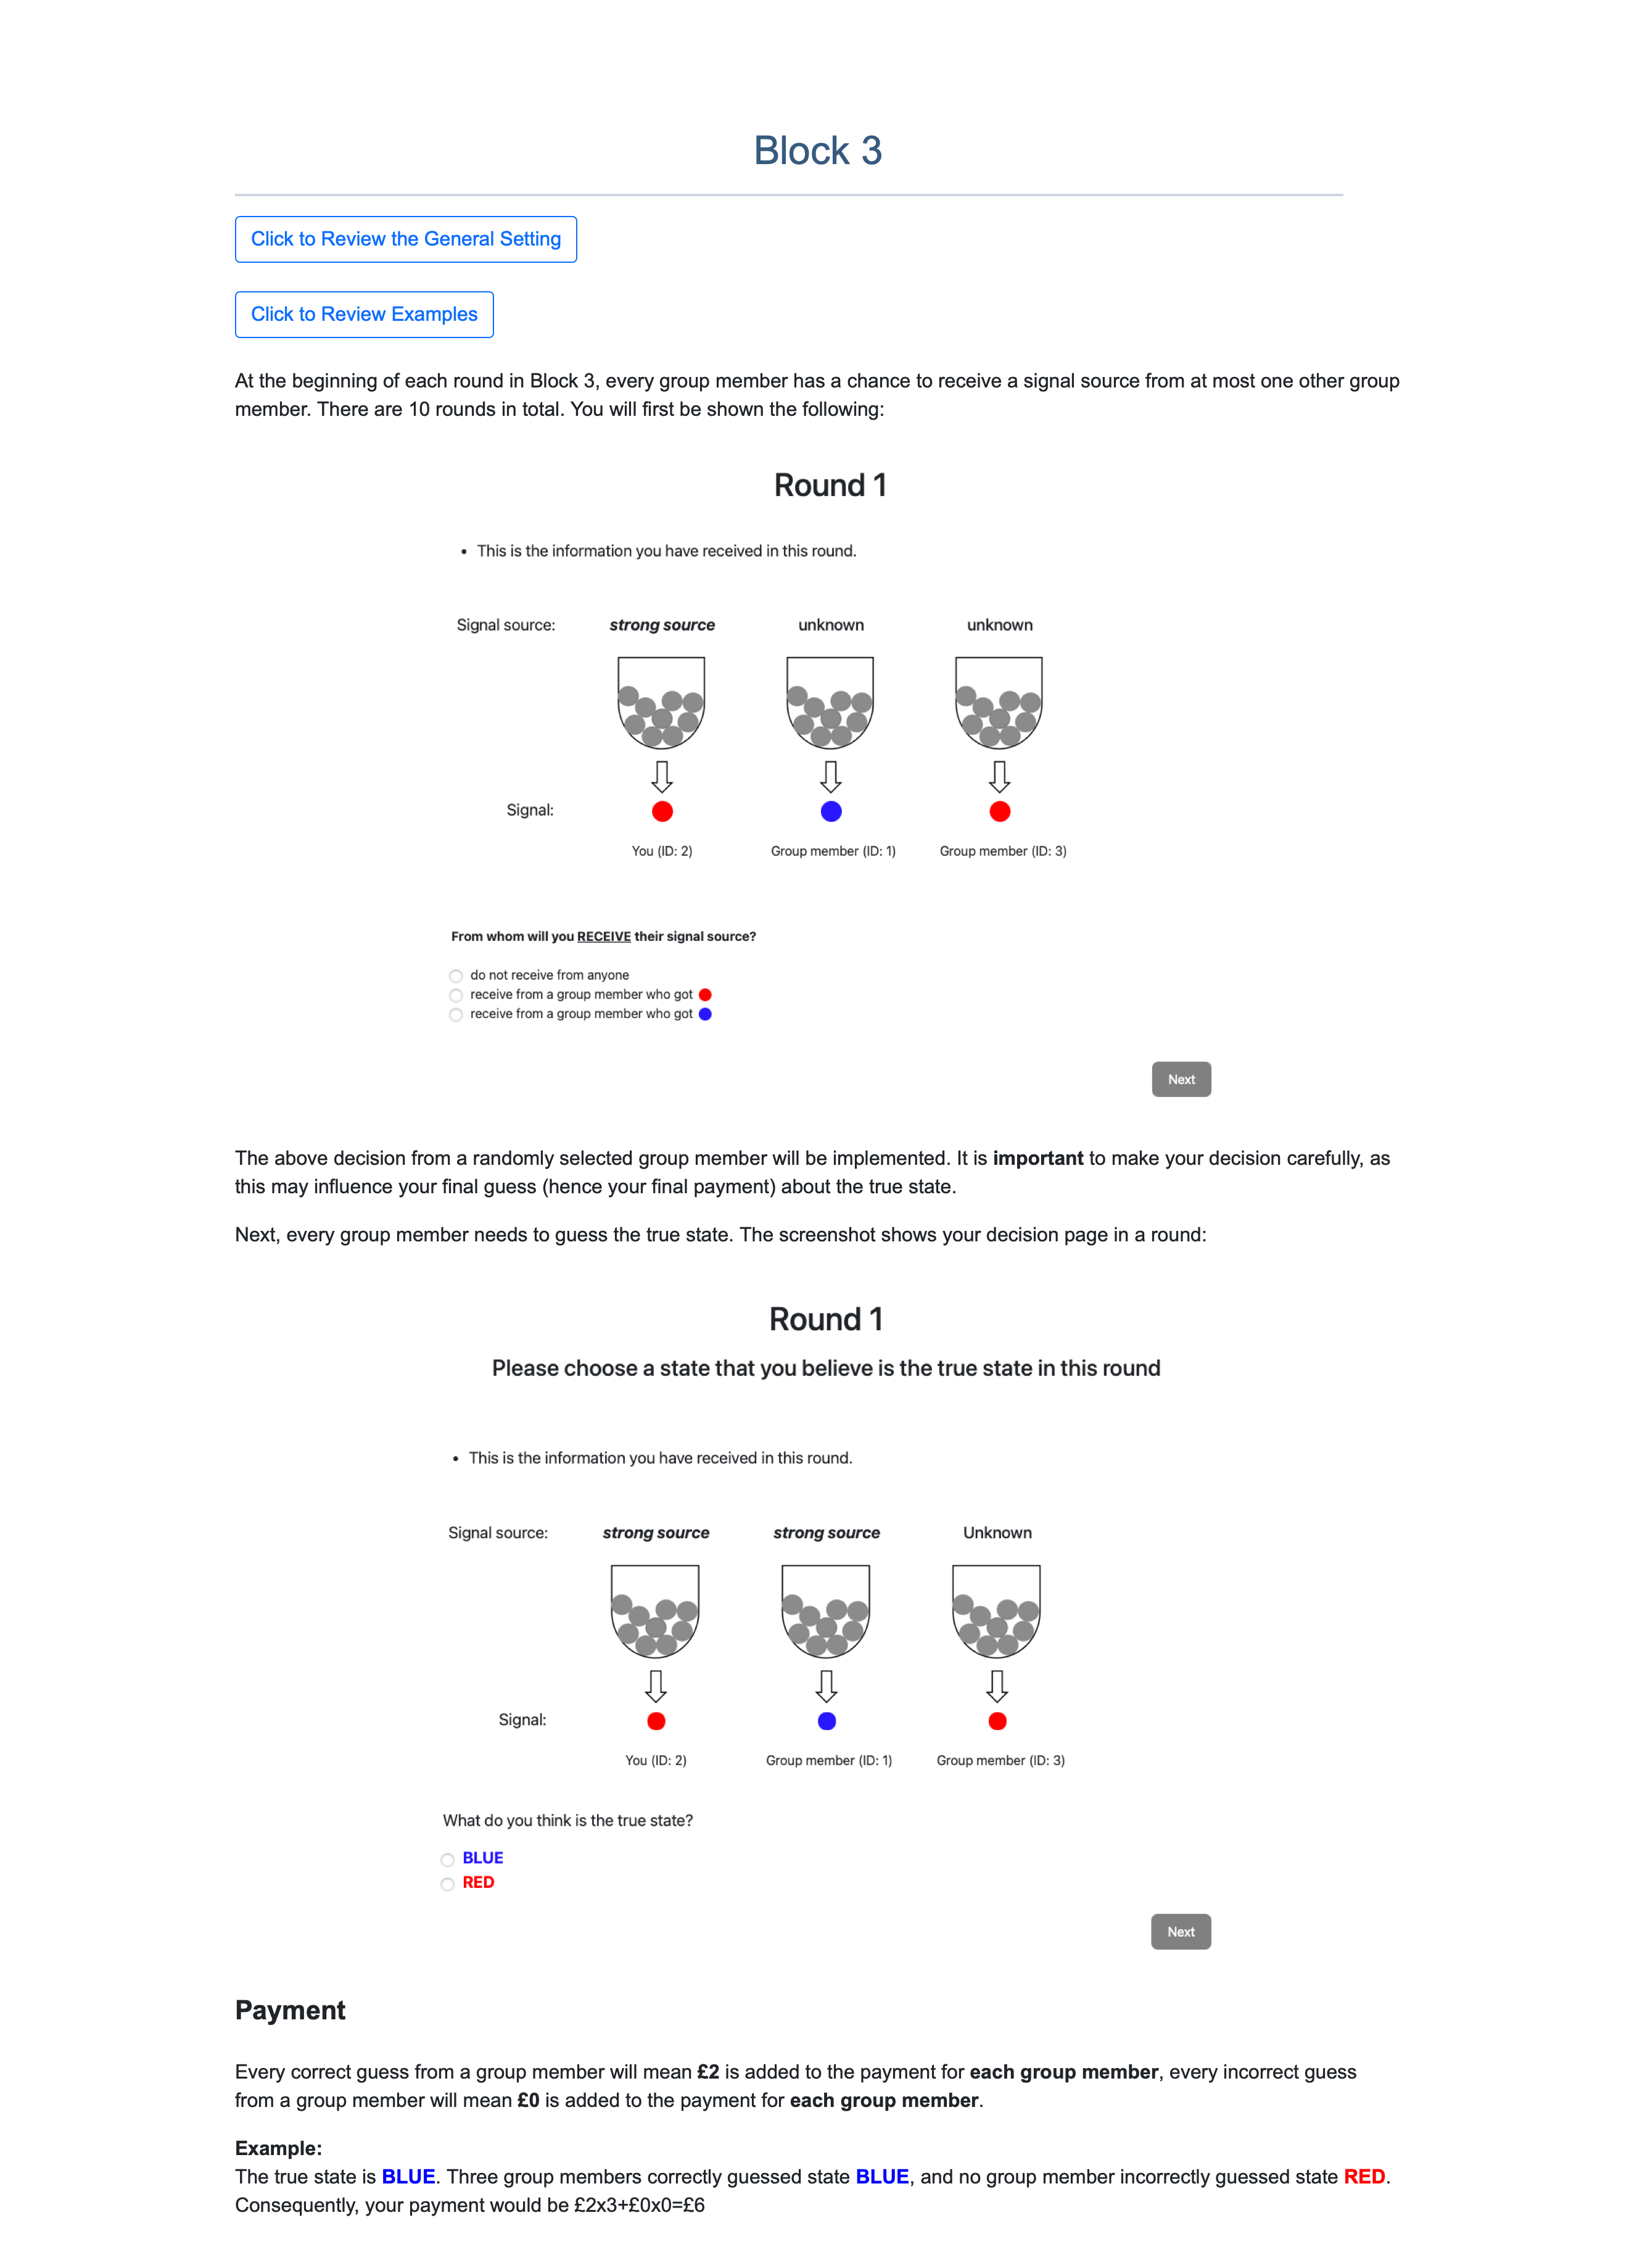 Block 3
Click to Review the General Setting
Click to Review Examples
At the beginning of each round in Block 3, every group member has a chance to receive a signal source from at most one other group
member. There are 10 rounds in total. You will first be shown the following:
Round 1
• This is the information you have received in this round.
Signal source: strong source unknown unknown
Signal:
You (ID: 2) Group member (ID: 1) Group member (ID: 3)
From whom will you RECEIVE their signal source?
do not receive from anyone
receive from a group member who got
receive from a group member who got
Next
The above decision from a randomly selected group member will be implemented. It is important to make your decision carefully, as
this may influence your final guess (hence your final payment) about the true state.
Next, every group member needs to guess the true state. The screenshot shows your decision page in a round:
Round 1
Please choose a state that you believe is the true state in this round
• This is the information you have received in this round.
Signal source: strong source strong source Unknown
Signal:
You (ID: 2) Group member (ID: 1) Group member (ID: 3)
What do you think is the true state?
BLUE
RED
Next
Payment
Every correct guess from a group member will mean £2 is added to the payment for each group member, every incorrect guess
from a group member will mean £0 is added to the payment for each group member.
Example:
The true state is BLUE. Three group members correctly guessed state BLUE, and no group member incorrectly guessed state RED.
Consequently, your payment would be £2x3+£0x0=£6